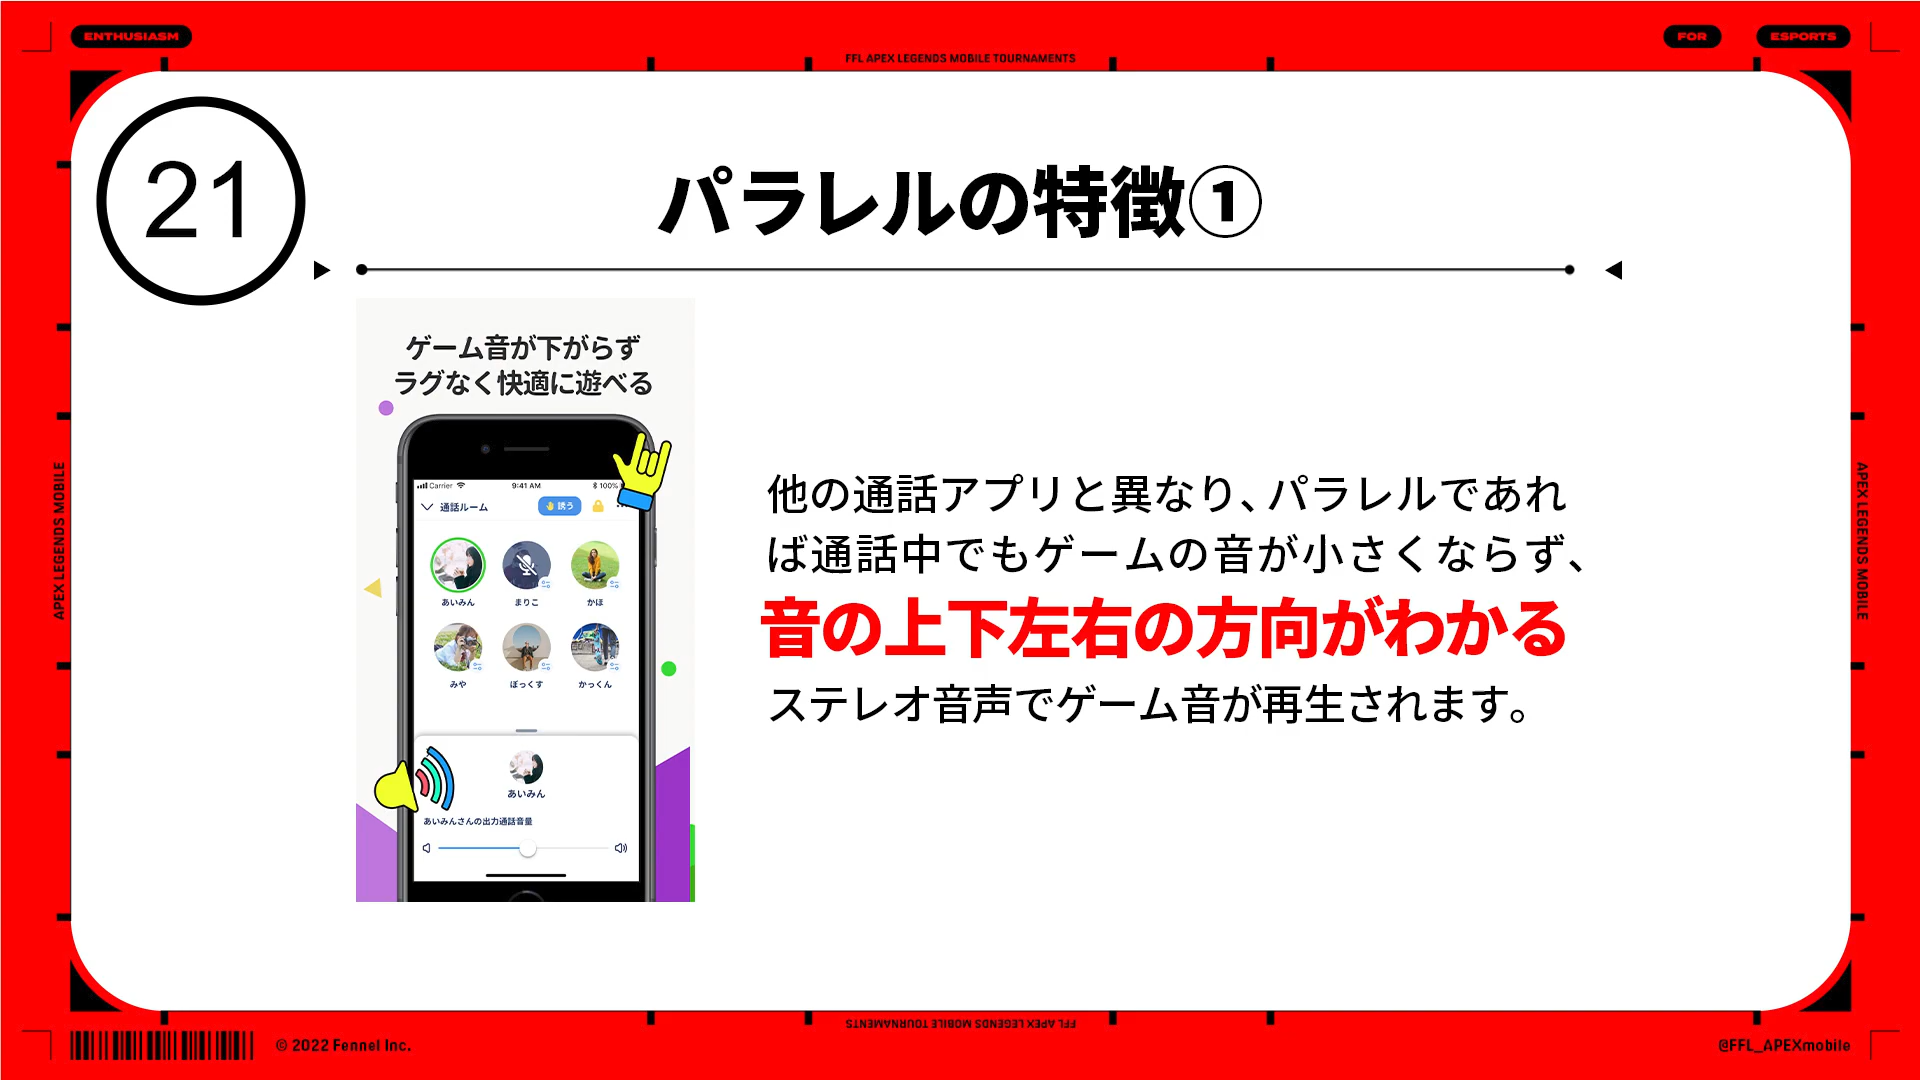 ENTHUSIASM
FOR
ESPORTS
FFL APEX LEGENDS MOBILE TOURNAMENTS
21
パラレルの特徴①
ゲーム音が下がらず
ラグなく快適に遊べる
Carrier
9:41 AM
100%
通話ルーム
誘う
あいみん
まりこ
かほ
みや
ぼっくす
かっくん
あいみん
あいみんさんの出力通話音量
他の通話アプリと異なり、パラレルであれ
ば通話中でもゲームの音が小さくならず、
音の上下左右の方向がわかる
ステレオ音声でゲーム音が再生されます。
APEX LEGENDS MOBILE
APEX LEGENDS MOBILE
FFL APEX LEGENDS MOBILE TOURNAMENTS
© 2022 Fennel Inc.
@FFL_APEXmobile